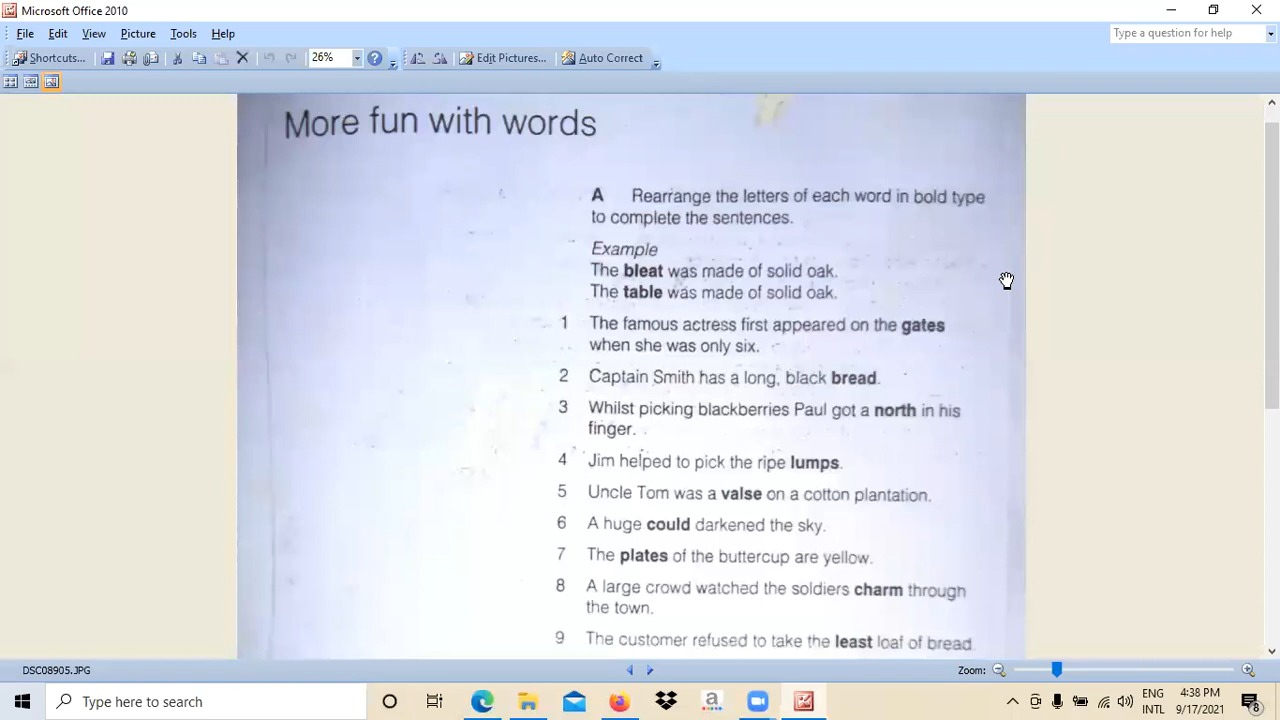 Microsoft Office 2010
File Edit View Picture Tools Help
Type a question for help
Shortcuts... 26% Edit Pictures... Auto Correct
More fun with words
A Rearrange the letters of each word in bold type
to complete the sentences.
Example
The bleat was made of solid oak.
The table was made of solid oak.
1 The famous actress first appeared on the gates
when she was only six.
2 Captain Smith has a long, black bread.
3 Whilst picking blackberries Paul got a north in his
finger.
4 Jim helped to pick the ripe lumps.
5 Uncle Tom was a valse on a cotton plantation.
6 A huge could darkened the sky.
7 The plates of the buttercup are yellow.
8 A large crowd watched the soldiers charm through
the town.
9 The customer refused to take the least loaf of bread
DSC08905.JPG
Zoom:
Type here to search
ENG
INTL
4:38 PM
9/17/2021
8